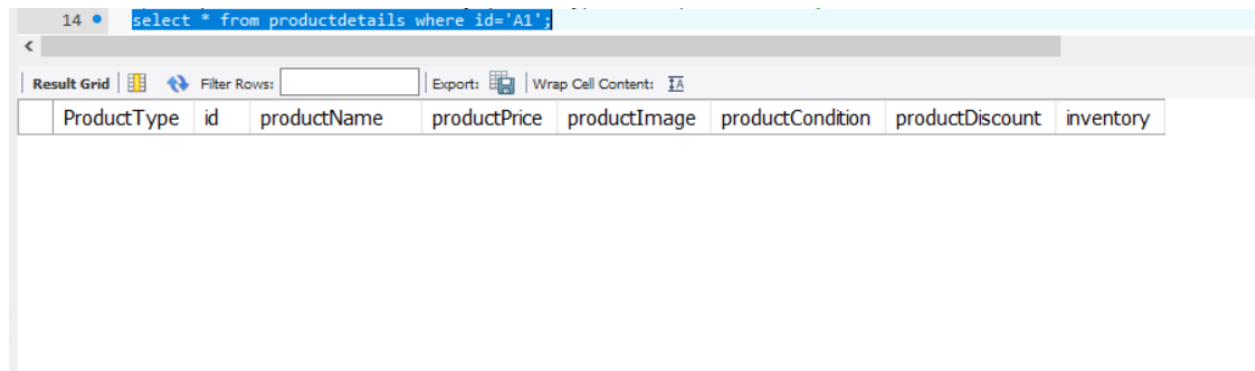 14
select * from productdetails where id='A1';
Result Grid Filter Rows: Export: Wrap Cell Content: IA
ProductType id productName productPrice productImage productCondition productDiscount inventory